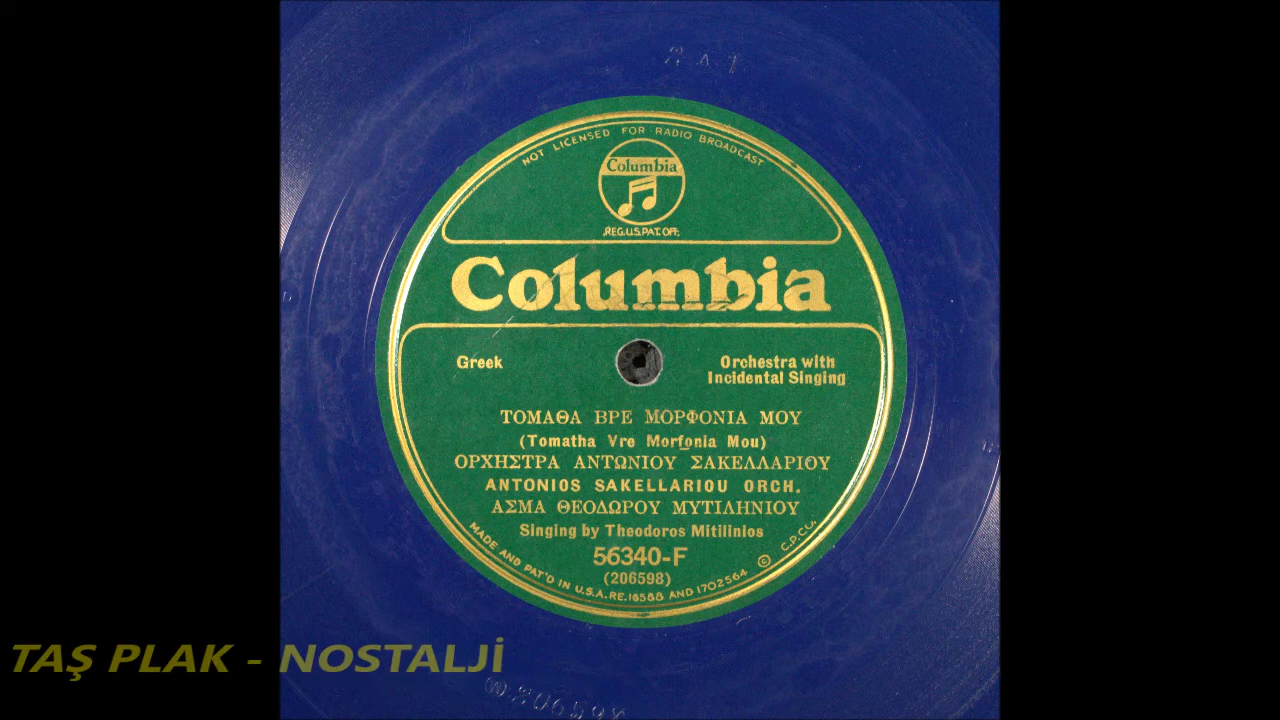 NOT LICENSED FOR RADIO BROADCAST
Columbia
REG.U.S.PAT.OFF.
Columbia
Greek
Orchestra with
Incidental Singing
ΤΟΜΑΘΑ ΒΡΕ ΜΟΡΦΟΝΙΑ ΜΟΥ
(Tomatha Vre Morfonia Mou)
ΟΡΧΗΣΤΡΑ ΑΝΤΩΝΙΟΥ ΣΑΚΕΛΛΑΡΙΟΥ
ANTONIOS SAKELLARIOU ORCH.
ΑΣΜΑ ΘΕΟΔΩΡΟΥ ΜΥΤΙΛΗΝΙΟΥ
Singing by Theodoros Mitilinios
56340-F
(206598)
MADE AND PAT'D IN U.S.A. RE.16588 AND 1702564 © C.P.CO.
TAŞ PLAK - NOSTALJİ